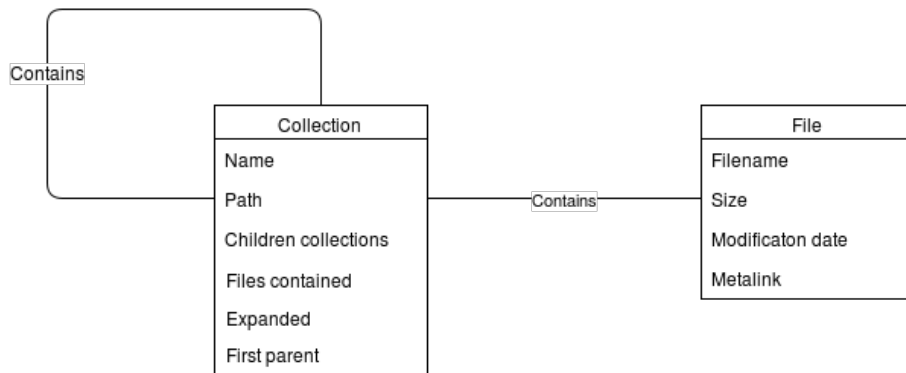 Contains
Collection
Name
Path
Children collections
Files contained
Expanded
First parent
Contains
File
Filename
Size
Modificaton date
Metalink